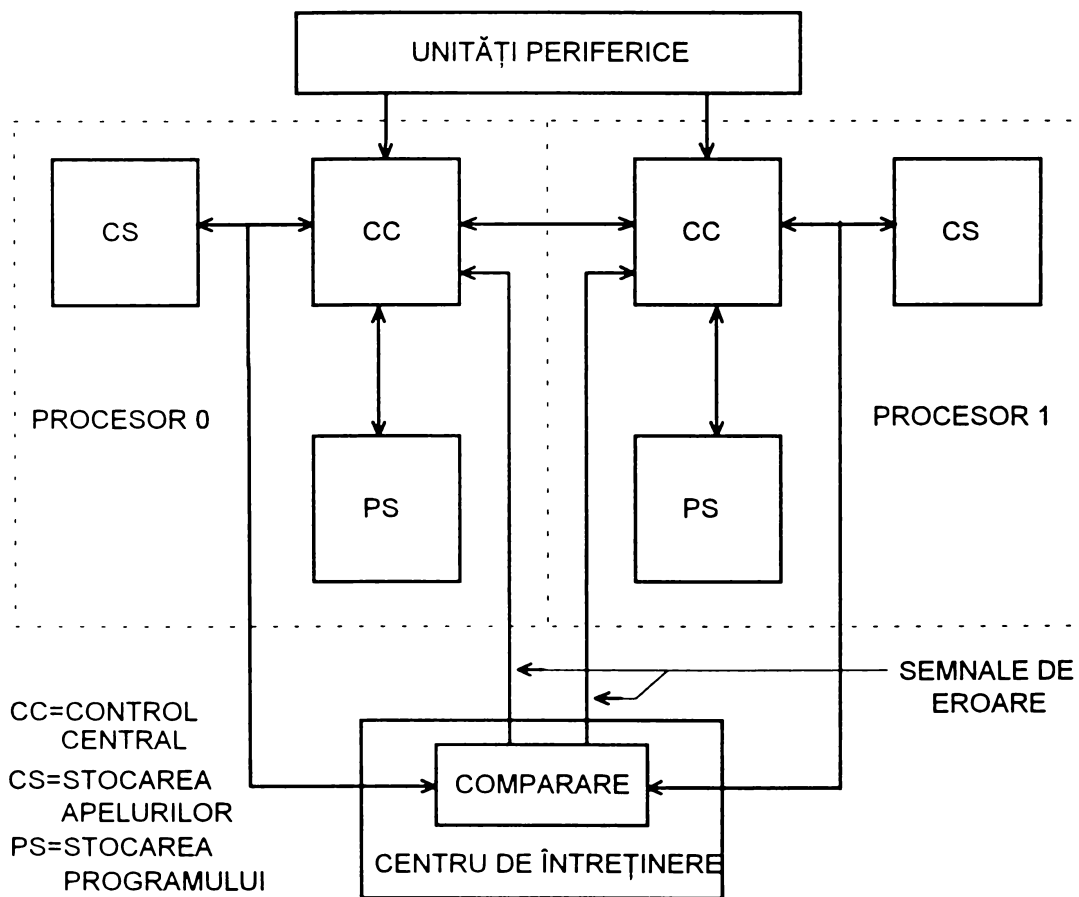 UNITĂȚI PERIFERICE
CS
CC
CC
CS
PROCESOR 0
PROCESOR 1
PS
PS
SEMNALE DE
EROARE
CC=CONTROL
CENTRAL
CS=STOCAREA
APELURILOR
PS=STOCAREA
PROGRAMULUI
COMPARARE
CENTRU DE ÎNTREȚINERE